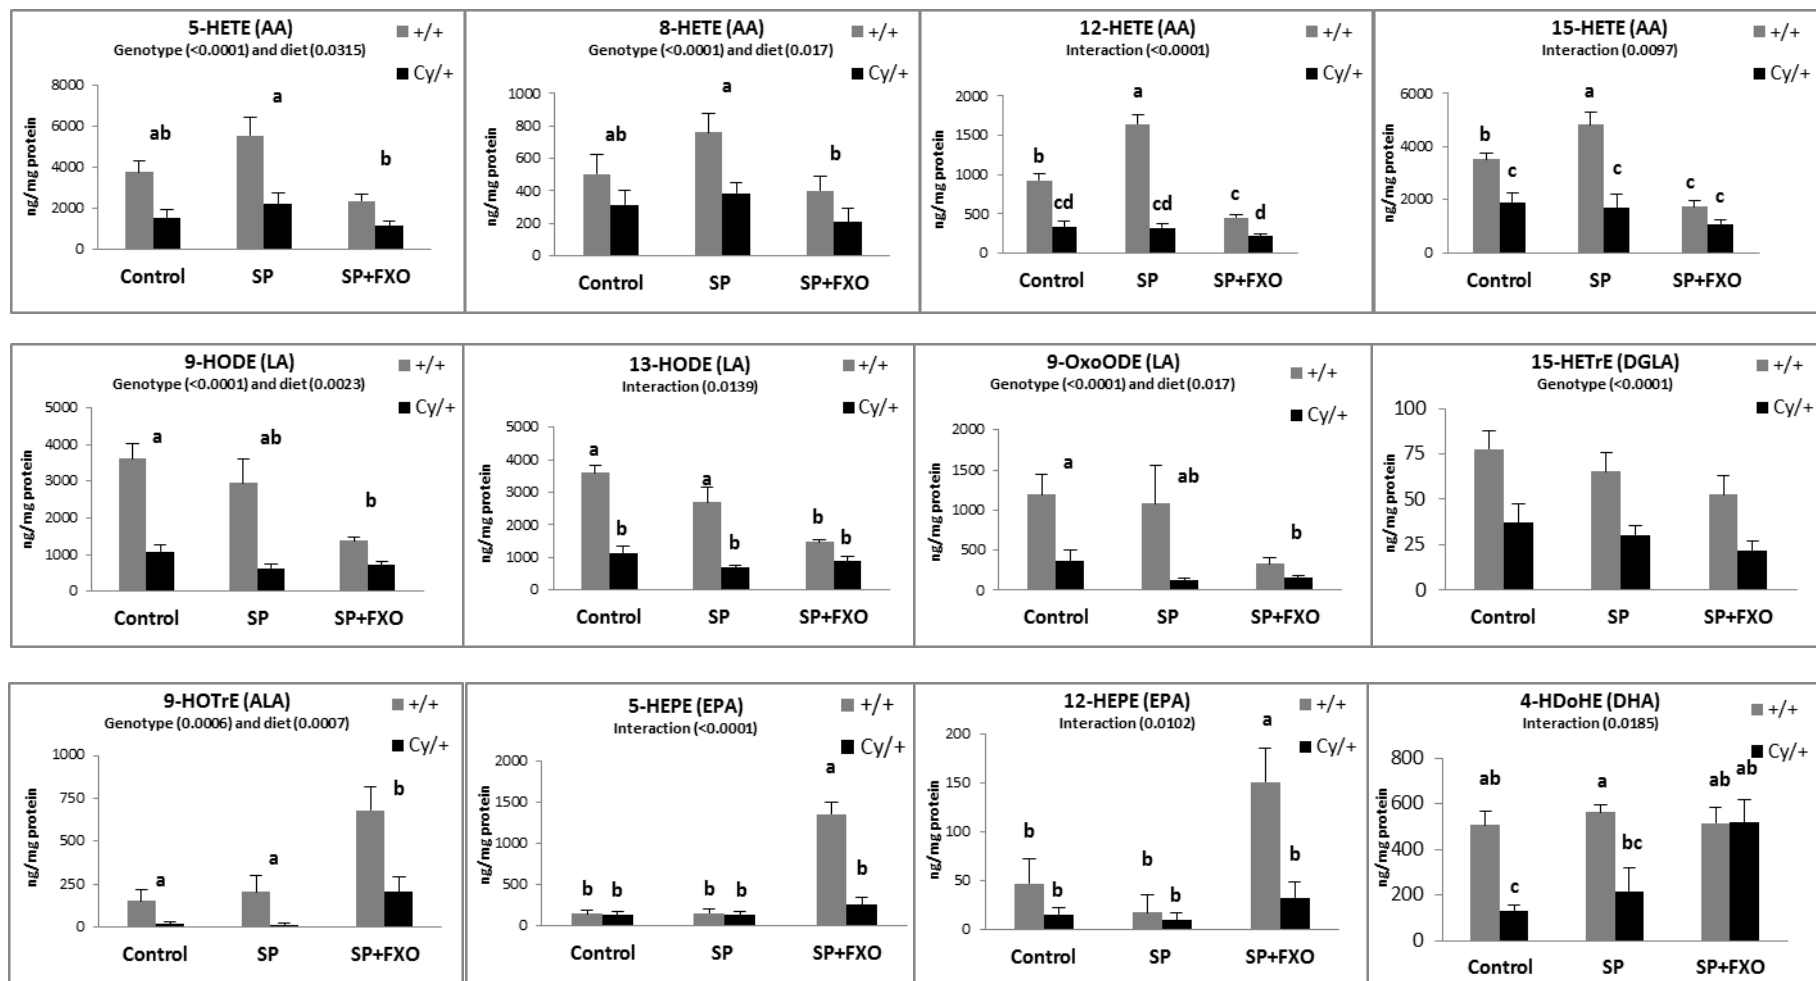 5-HETE (AA)
Genotype (<0.0001) and diet (0.0315)
+/+
Cy/+
ng/mg protein
8000
6000
4000
2000
0
ab
a
b
Control
SP
SP+FXO
8-HETE (AA)
Genotype (<0.0001) and diet (0.017)
+/+
Cy/+
ng/mg protein
1000
800
600
400
200
0
ab
a
b
Control
SP
SP+FXO
12-HETE (AA)
Interaction (<0.0001)
+/+
Cy/+
ng/mg protein
2000
1500
1000
500
0
b
cd
a
cd
c
d
Control
SP
SP+FXO
15-HETE (AA)
Interaction (0.0097)
+/+
Cy/+
ng/mg protein
6000
4000
2000
0
b
c
a
c
c
c
Control
SP
SP+FXO
9-HODE (LA)
Genotype (<0.0001) and diet (0.0023)
+/+
Cy/+
ng/mg protein
5000
4000
3000
2000
1000
0
a
ab
b
Control
SP
SP+FXO
13-HODE (LA)
Interaction (0.0139)
+/+
Cy/+
ng/mg protein
5000
4000
3000
2000
1000
0
a
b
a
b
b
b
Control
SP
SP+FXO
9-OxoODE (LA)
Genotype (<0.0001) and diet (0.017)
+/+
Cy/+
ng/mg protein
2000
1500
1000
500
0
a
ab
b
Control
SP
SP+FXO
15-HETrE (DGLA)
Genotype (<0.0001)
+/+
Cy/+
ng/mg protein
100
75
50
25
0
Control
SP
SP+FXO
9-HOTrE (ALA)
Genotype (0.0006) and diet (0.0007)
+/+
Cy/+
ng/mg protein
1000
750
500
250
0
a
a
b
Control
SP
SP+FXO
5-HEPE (EPA)
Interaction (<0.0001)
+/+
Cy/+
ng/mg protein
2000
1500
1000
500
0
b
b
b
b
a
b
Control
SP
SP+FXO
12-HEPE (EPA)
Interaction (0.0102)
+/+
Cy/+
ng/mg protein
200
150
100
50
0
b
b
b
b
a
b
Control
SP
SP+FXO
4-HDoHE (DHA)
Interaction (0.0185)
+/+
Cy/+
ng/mg protein
800
600
400
200
0
ab
c
a
bc
ab
ab
Control
SP
SP+FXO